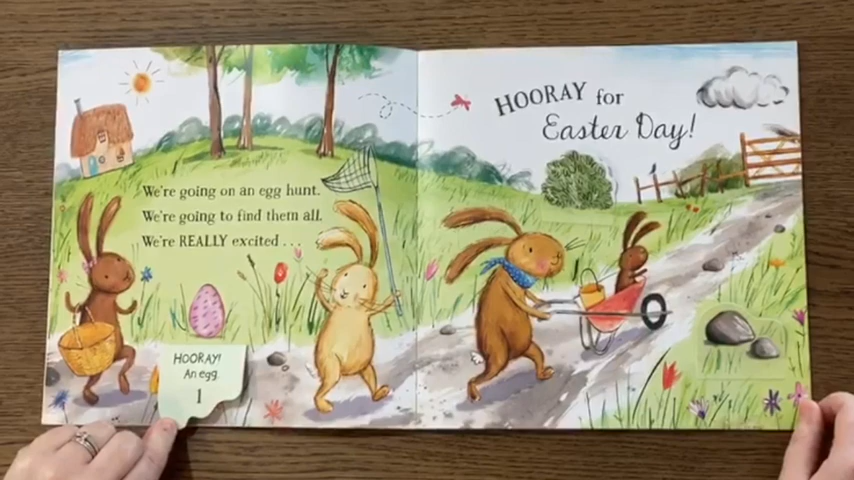 We're going on an egg hunt.
We're going to find them all.
We're REALLY excited . . .
HOORAY!
An egg.
1
HOORAY for
Easter Day!